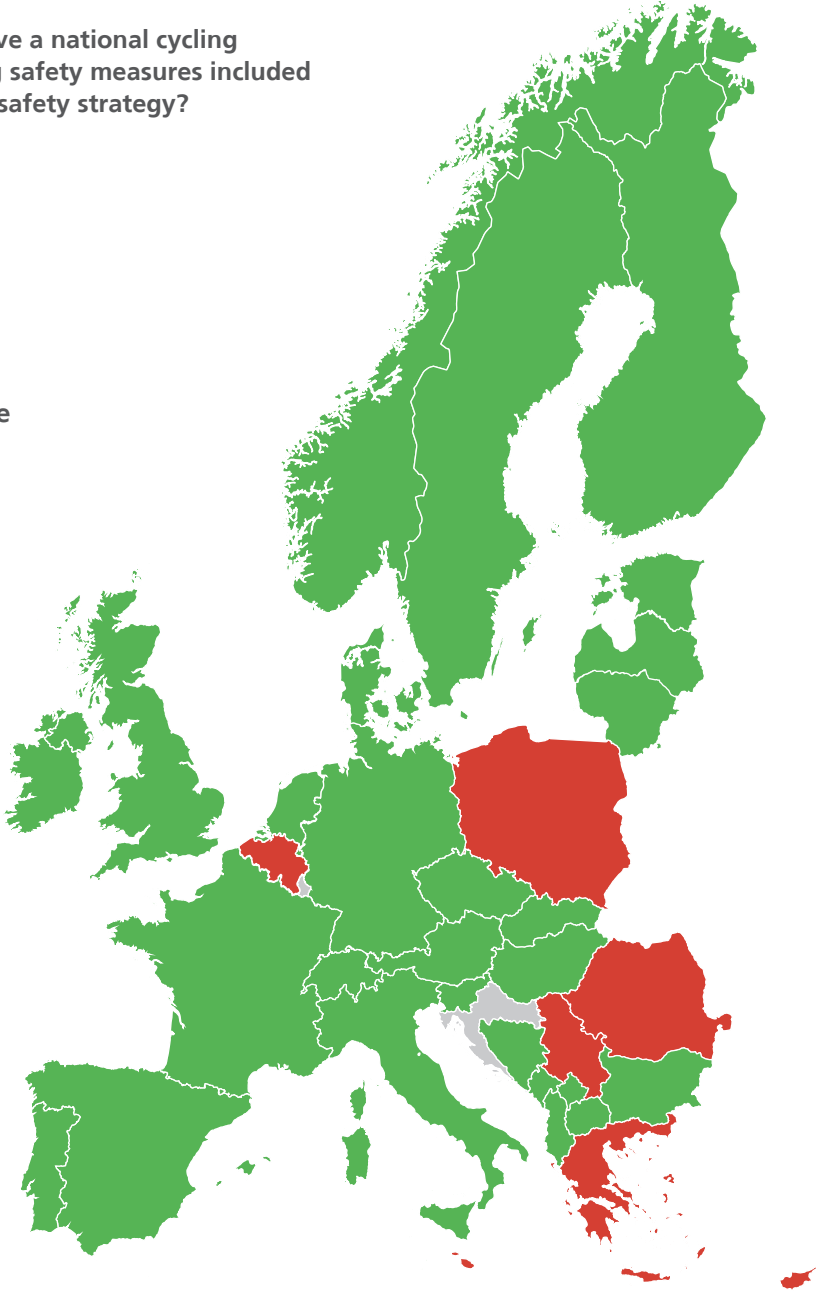 ve a national cycling
g safety measures included
safety strategy?
e